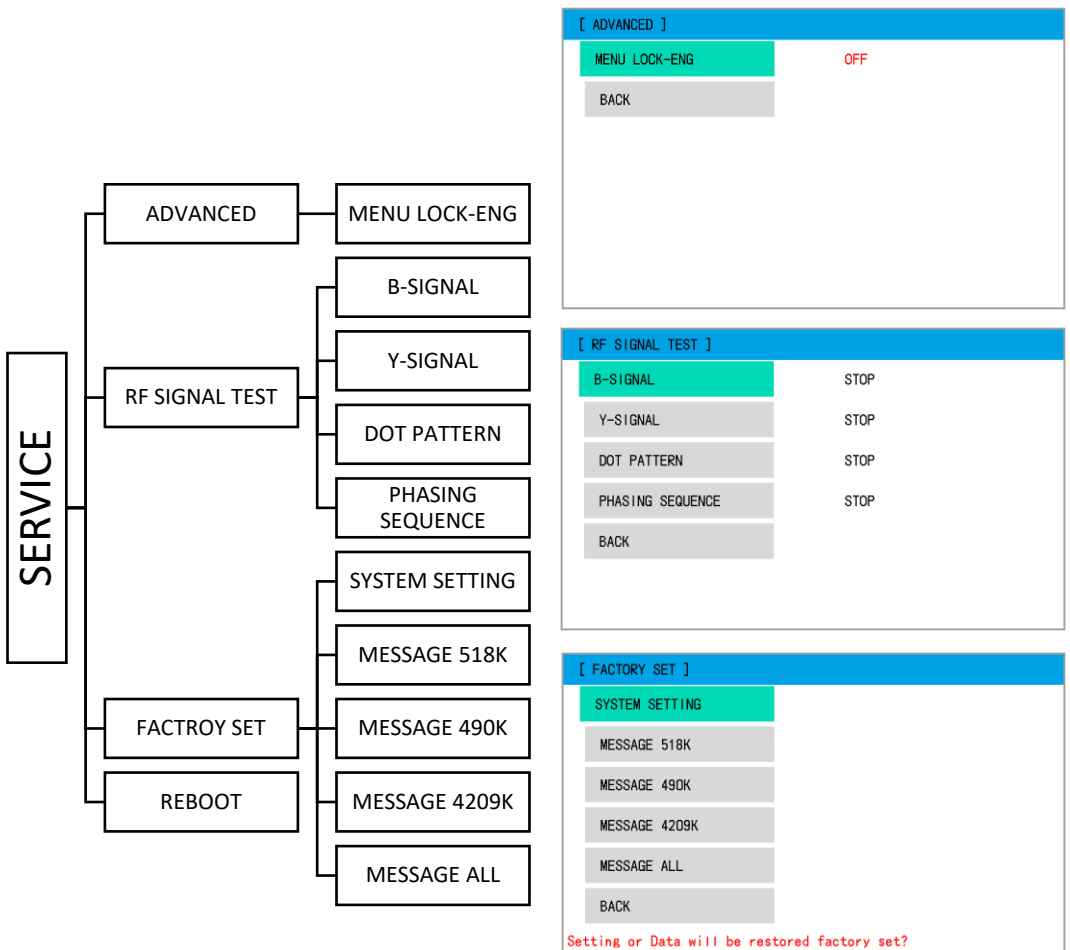 SERVICE
ADVANCED
MENU LOCK-ENG
RF SIGNAL TEST
B-SIGNAL
Y-SIGNAL
DOT PATTERN
PHASING
SEQUENCE
FACTROY SET
SYSTEM SETTING
MESSAGE 518K
MESSAGE 490K
MESSAGE 4209K
MESSAGE ALL
REBOOT
[ ADVANCED ]
MENU LOCK-ENG OFF
BACK
[ RF SIGNAL TEST ]
B-SIGNAL STOP
Y-SIGNAL STOP
DOT PATTERN STOP
PHASING SEQUENCE STOP
BACK
[ FACTORY SET ]
SYSTEM SETTING
MESSAGE 518K
MESSAGE 490K
MESSAGE 4209K
MESSAGE ALL
BACK
Setting or Data will be restored factory set?